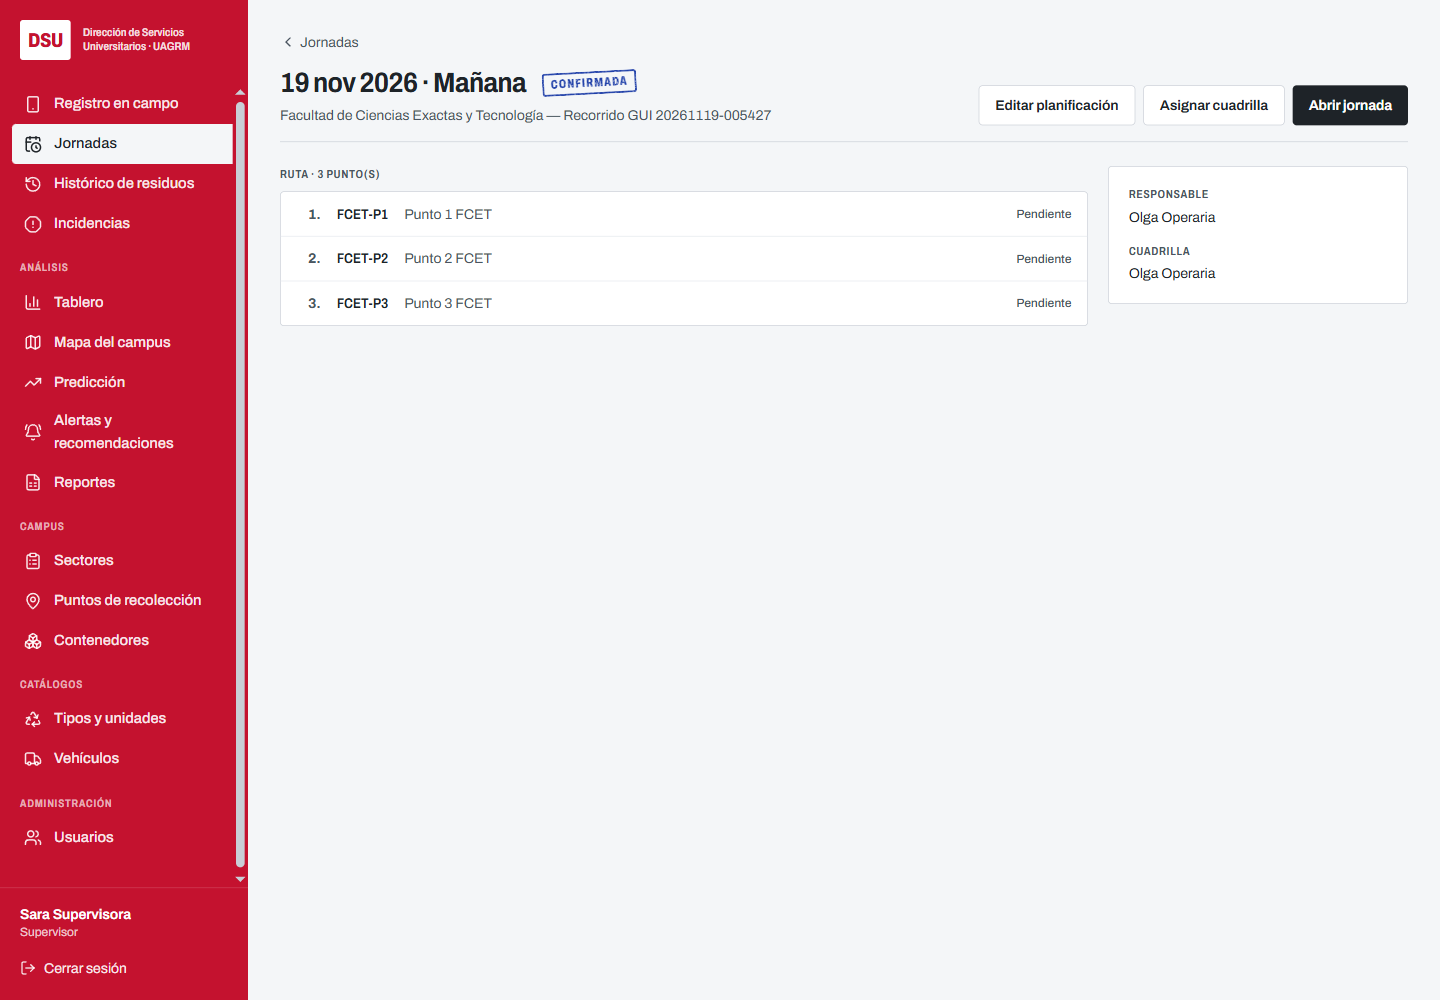 DSU
Dirección de Servicios
Universitarios · UAGRM
Registro en campo
Jornadas
Histórico de residuos
Incidencias
ANÁLISIS
Tablero
Mapa del campus
Predicción
Alertas y
recomendaciones
Reportes
CAMPUS
Sectores
Puntos de recolección
Contenedores
CATÁLOGOS
Tipos y unidades
Vehículos
ADMINISTRACIÓN
Usuarios
Sara Supervisora
Supervisor
Cerrar sesión
Jornadas
19 nov 2026 · Mañana CONFIRMADA
Facultad de Ciencias Exactas y Tecnología — Recorrido GUI 20261119-005427
Editar planificación Asignar cuadrilla Abrir jornada
RUTA · 3 PUNTO(S)
1. FCET-P1 Punto 1 FCET Pendiente
2. FCET-P2 Punto 2 FCET Pendiente
3. FCET-P3 Punto 3 FCET Pendiente
RESPONSABLE
Olga Operaria
CUADRILLA
Olga Operaria